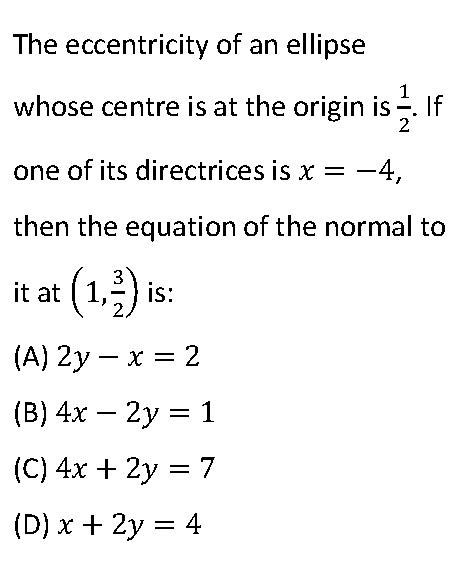 The eccentricity of an ellipse
whose centre is at the origin is 1/2. If
one of its directrices is x = −4,
then the equation of the normal to
it at (1, 3/2) is:
(A) 2y − x = 2
(B) 4x − 2y = 1
(C) 4x + 2y = 7
(D) x + 2y = 4